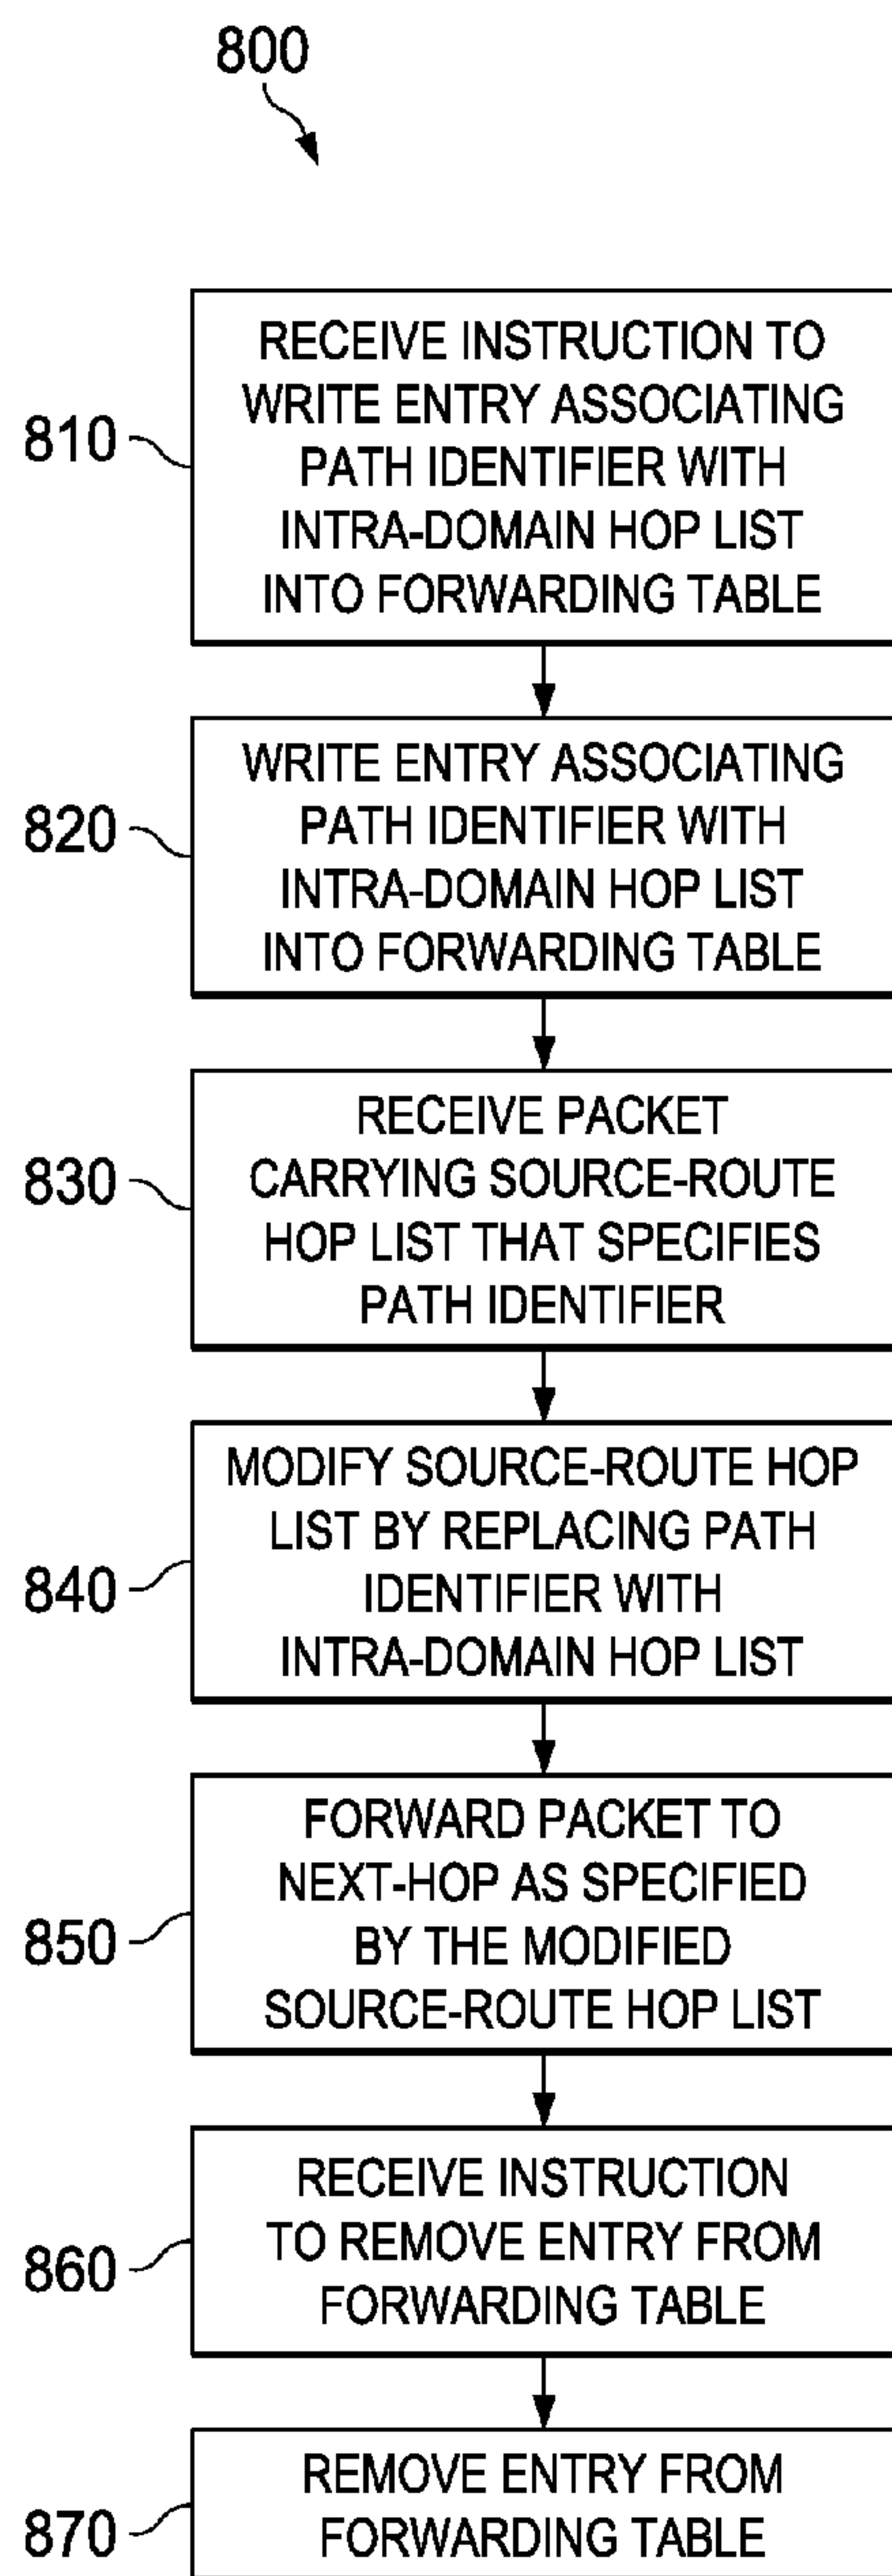 800
810
RECEIVE INSTRUCTION TO
WRITE ENTRY ASSOCIATING
PATH IDENTIFIER WITH
INTRA-DOMAIN HOP LIST
INTO FORWARDING TABLE
820
WRITE ENTRY ASSOCIATING
PATH IDENTIFIER WITH
INTRA-DOMAIN HOP LIST
INTO FORWARDING TABLE
830
RECEIVE PACKET
CARRYING SOURCE-ROUTE
HOP LIST THAT SPECIFIES
PATH IDENTIFIER
840
MODIFY SOURCE-ROUTE HOP
LIST BY REPLACING PATH
IDENTIFIER WITH
INTRA-DOMAIN HOP LIST
850
FORWARD PACKET TO
NEXT-HOP AS SPECIFIED
BY THE MODIFIED
SOURCE-ROUTE HOP LIST
860
RECEIVE INSTRUCTION
TO REMOVE ENTRY FROM
FORWARDING TABLE
870
REMOVE ENTRY FROM
FORWARDING TABLE